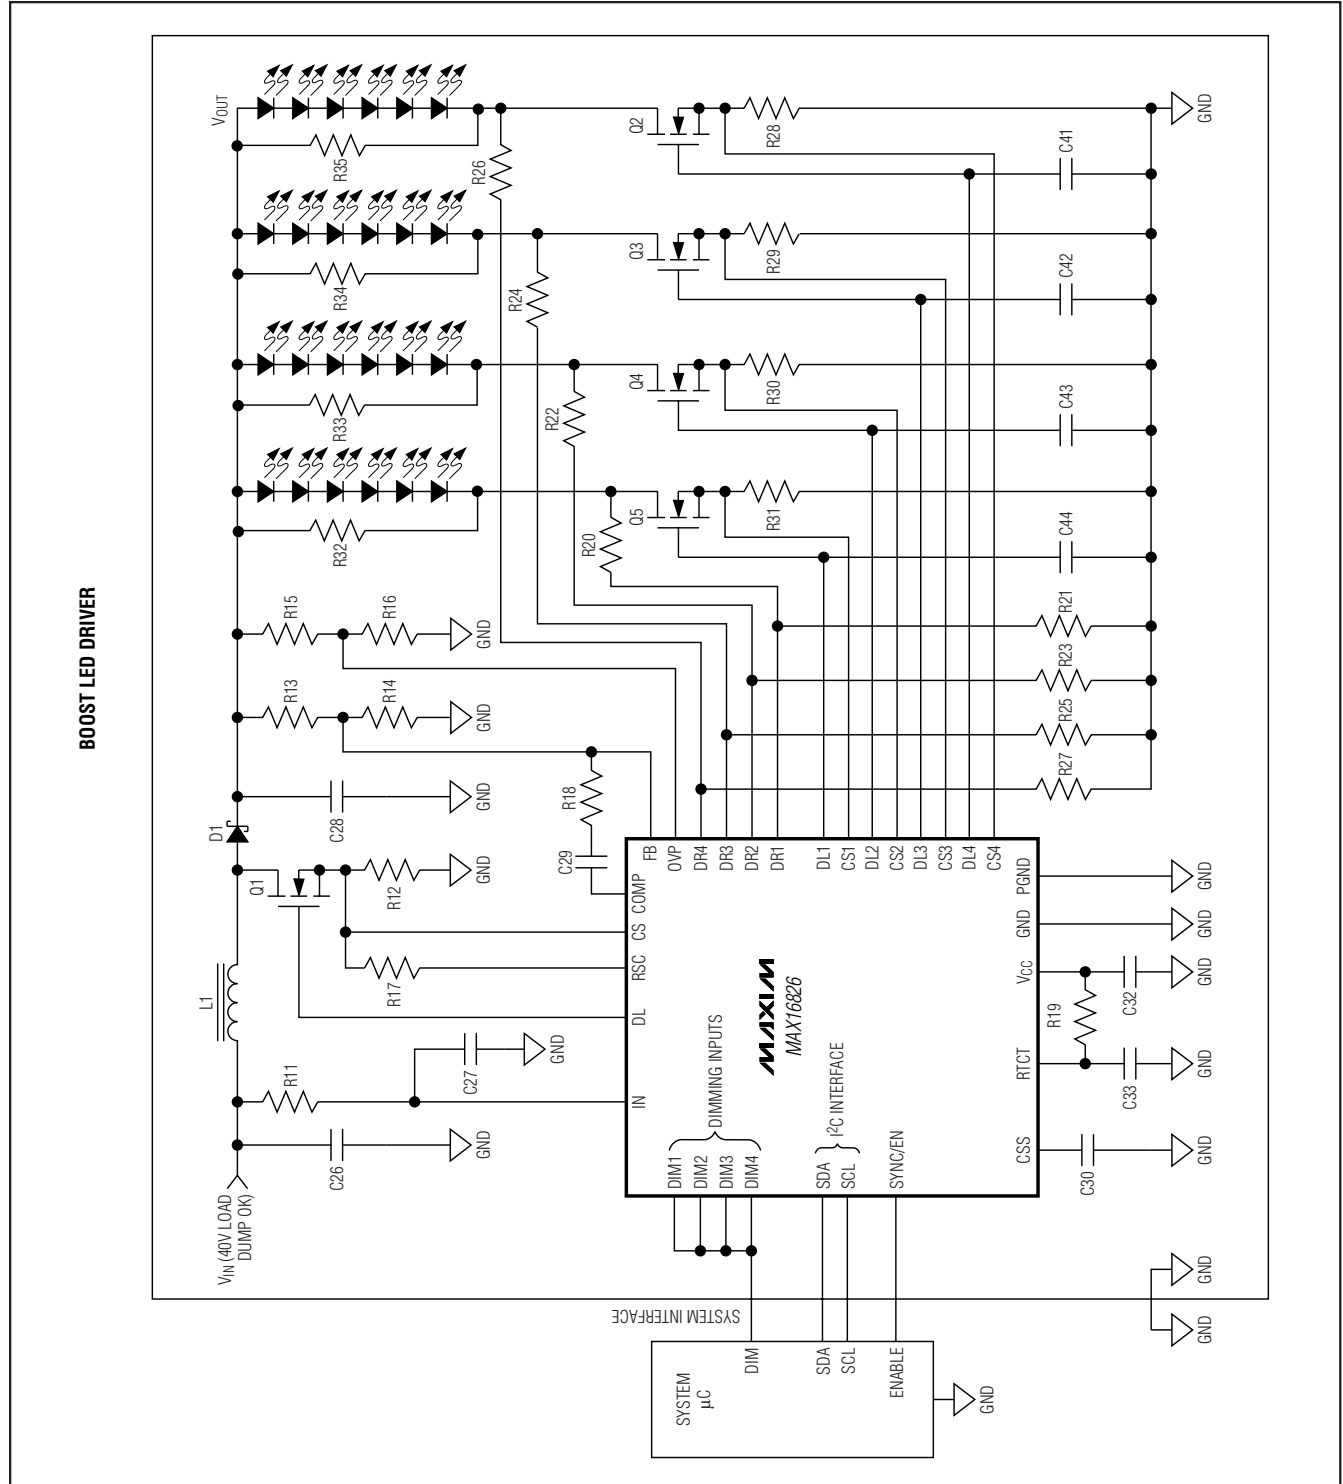 BOOST LED DRIVER
VIN (40V LOAD
DUMP OK)
L1
D1
VOUT
C26
R11
C27
GND
GND
Q1
R12
GND
R17
C28
GND
R13
R14
GND
R15
R16
GND
R32
R33
R34
R35
C29
R18
R20
R22
R24
R26
Q5
Q4
Q3
Q2
R31
R30
R29
R28
C44
C43
C42
C41
GND
R27
R25
R23
R21
IN
DL
RSC
CS
COMP
FB
OVP
DR4
DR3
DR2
DR1
DL1
CS1
DL2
CS2
DL3
CS3
DL4
CS4
DIM1
DIM2
DIM3
DIM4
DIMMING INPUTS
SDA
SCL
I2C INTERFACE
SYNC/EN
MAXIM
MAX16826
CSS
RTCT
VCC
GND
PGND
C30
C33
R19
C32
GND
GND
GND
GND
GND
SYSTEM INTERFACE
SYSTEM
µC
DIM
SDA
SCL
ENABLE
GND
GND
GND